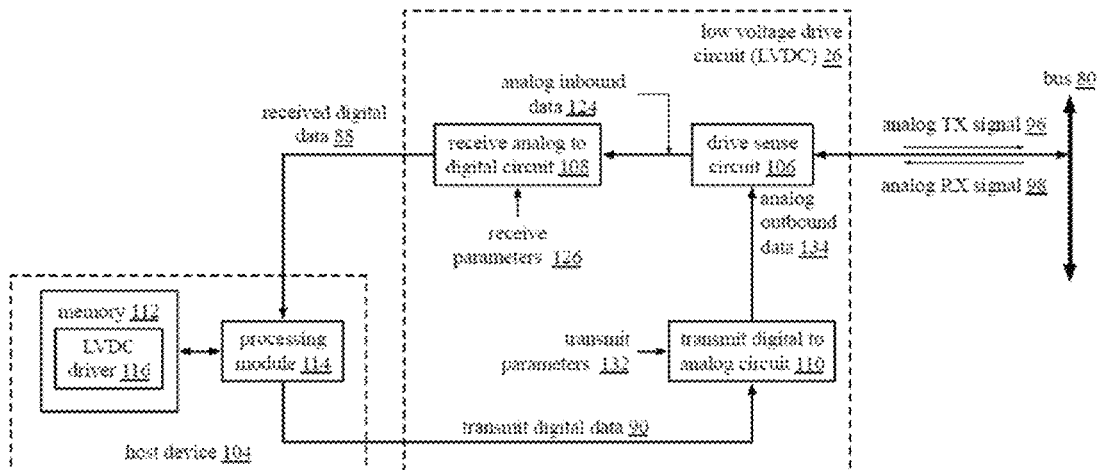 low voltage drive
circuit (LVDC) 26
bus 80
analog inbound
data 124
received digital
data 88
analog TX signal 96
receive analog to
digital circuit 108
drive sense
circuit 106
analog RX signal 98
analog
outbound
data 134
receive
parameters 126
memory 112
LVDC
driver 116
processing
module 114
transmit
parameters 132
transmit digital to
analog circuit 110
transmit digital data 90
host device 104